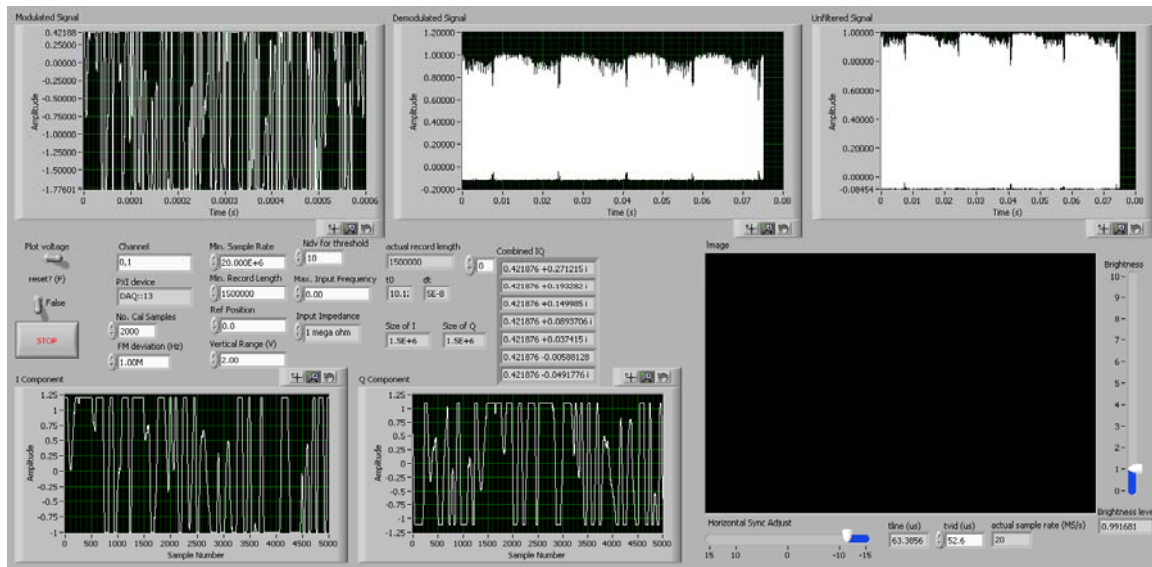 Modulated Signal
0.42188
0.25000
0.00000
-0.25000
-0.50000
-0.75000
-1.00000
-1.25000
-1.50000
-1.77601
Amplitude
0
0.0001
0.0002
0.0003
0.0004
0.0005
0.0006
Time (s)
Demodulated Signal
1.20000
1.00000
0.80000
0.60000
0.40000
0.20000
0.00000
-0.20000
Amplitude
0
0.01
0.02
0.03
0.04
0.05
0.06
0.07
0.08
Time (s)
Unfiltered Signal
1.00000
0.80000
0.60000
0.40000
0.20000
0.00000
-0.08454
Amplitude
0
0.01
0.02
0.03
0.04
0.05
0.06
0.07
0.08
Time (s)
Plot voltage
reset? (F)
False
STOP
Channel
0,1
PXI device
DAQ::13
No. Cal Samples
2000
FM deviation (Hz)
1.00M
Min. Sample Rate
20.000E+6
Min. Record Length
1500000
Ref Position
0.0
Vertical Range (V)
2.00
Ndv for threshold
10
Max. Input Frequency
0.00
Input Impedance
1 mega ohm
actual record length
1500000
t0
dt
5E-8
Size of I
Size of Q
1.5E+6
1.5E+6
0
Combined IQ
0.421876 +0.271215 i
0.421876 +0.193282 i
0.421876 +0.149985 i
0.421876 +0.0893706 i
0.421876 +0.037415 i
0.421876 -0.00588128
0.421876 -0.0491776 i
Image
Brightness
10
9
8
7
6
5
4
3
2
1
0
Brightness leve
0.991681
I Component
1.25
1
0.75
0.5
0.25
0
-0.25
-0.5
-0.75
-1
Amplitude
0
500
1000
1500
2000
2500
3000
3500
4000
4500
5000
Sample Number
Q Component
1.25
1
0.75
0.5
0.25
0
-0.25
-0.5
-0.75
-1
-1.25
Amplitude
0
500
1000
1500
2000
2500
3000
3500
4000
4500
5000
Sample Number
Horizontal Sync Adjust
15
10
0
-10
-15
tline (us)
63.3856
tvid (us)
52.6
actual sample rate (MS/s)
20